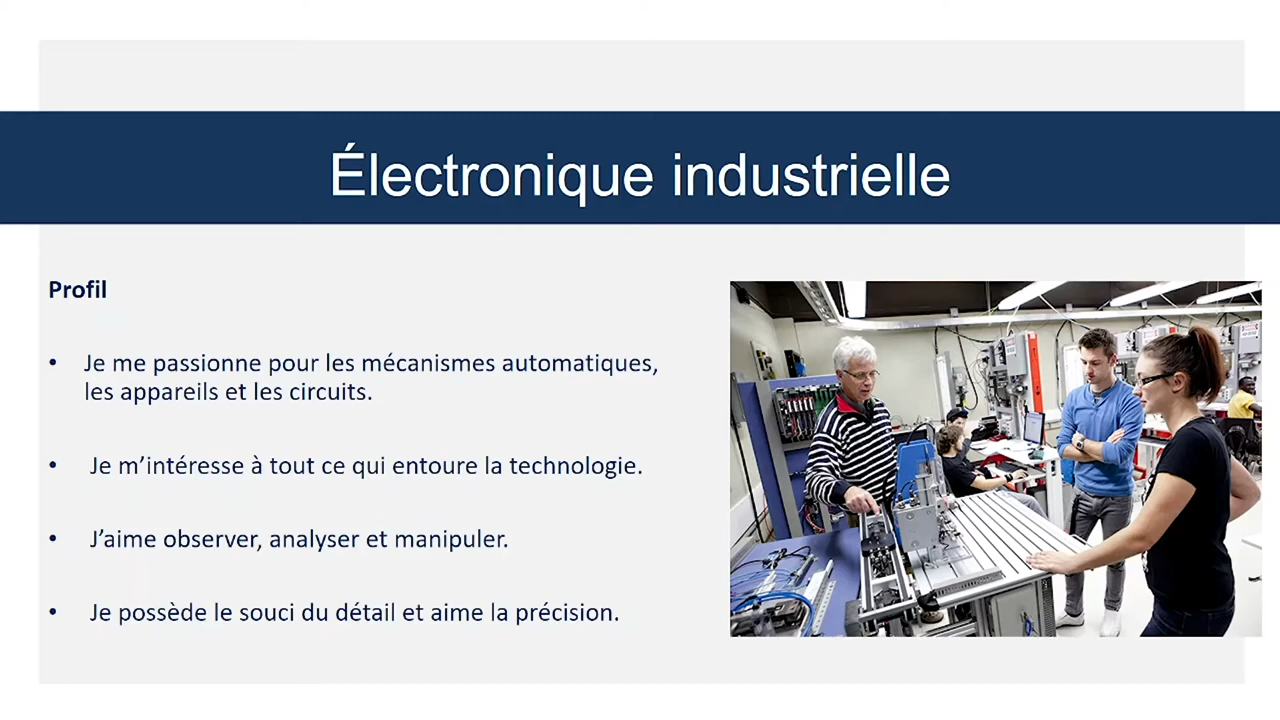 Électronique industrielle
Profil
• Je me passionne pour les mécanismes automatiques,
les appareils et les circuits.
• Je m’intéresse à tout ce qui entoure la technologie.
• J’aime observer, analyser et manipuler.
• Je possède le souci du détail et aime la précision.